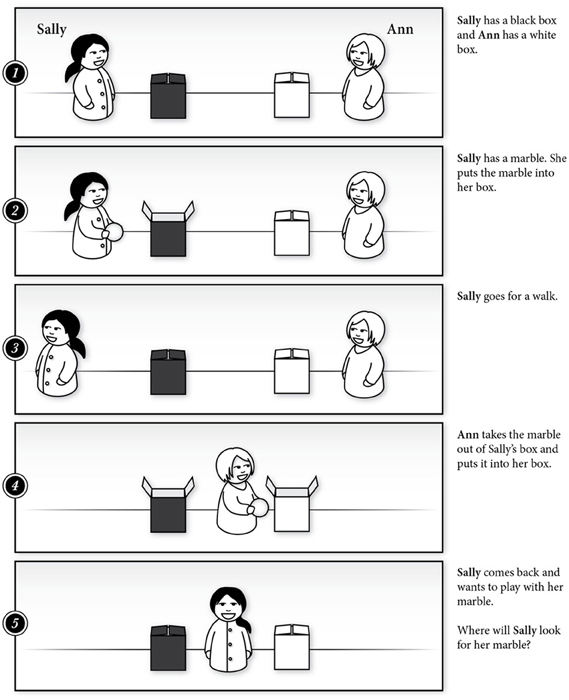 Sally
Ann
1
Sally has a black box
and Ann has a white
box.
2
Sally has a marble. She
puts the marble into
her box.
3
Sally goes for a walk.
4
Ann takes the marble
out of Sally's box and
puts it into her box.
5
Sally comes back and
wants to play with her
marble.
Where will Sally look
for her marble?